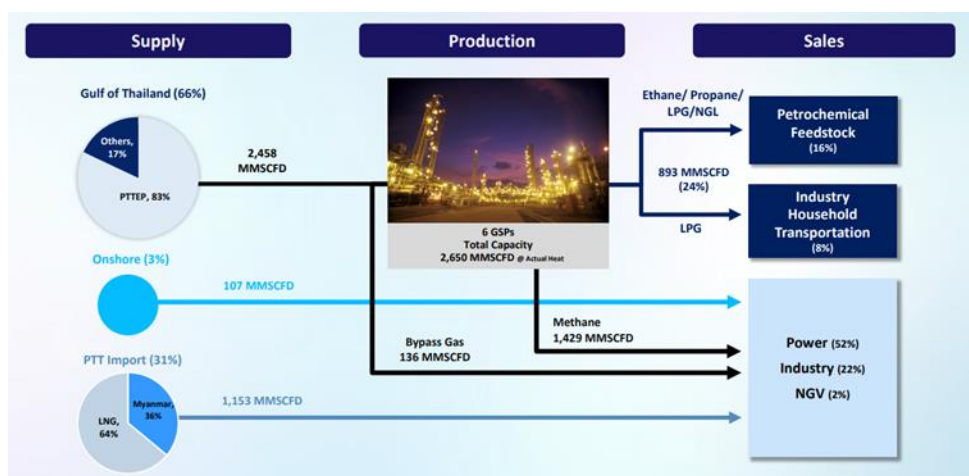 Supply
Production
Sales
Gulf of Thailand (66%)
Others,
17%
PTTEP, 83%
2,458
MMSCFD
6 GSPs
Total Capacity
2,650 MMSCFD @ Actual Heat
Ethane/ Propane/
LPG/NGL
893 MMSCFD
(24%)
LPG
Petrochemical
Feedstock
(16%)
Industry
Household
Transportation
(8%)
Onshore (3%)
107 MMSCFD
Methane
1,429 MMSCFD
Bypass Gas
136 MMSCFD
PTT Import (31%)
Myanmar,
36%
LNG,
64%
1,153 MMSCFD
Power (52%)
Industry (22%)
NGV (2%)